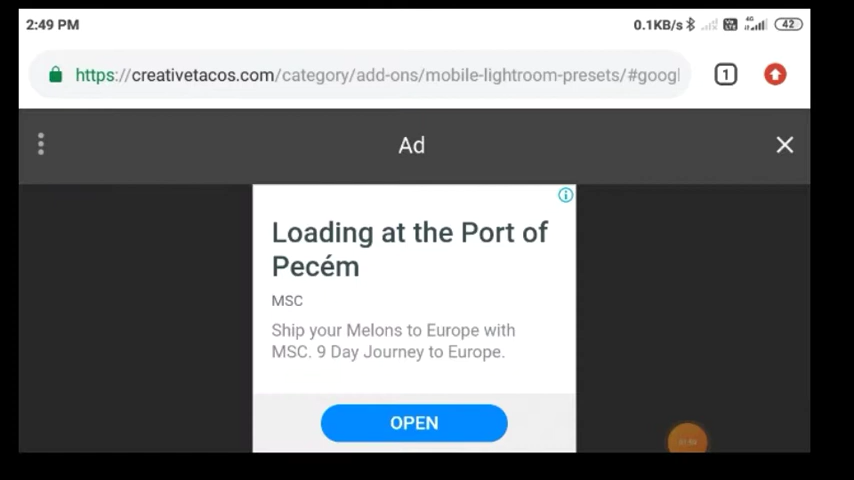 2:49 PM 0.1KB/s 4G 42
https://creativetacos.com/category/add-ons/mobile-lightroom-presets/#googl
1
Ad
Loading at the Port of
Pecém
MSC
Ship your Melons to Europe with
MSC. 9 Day Journey to Europe.
OPEN